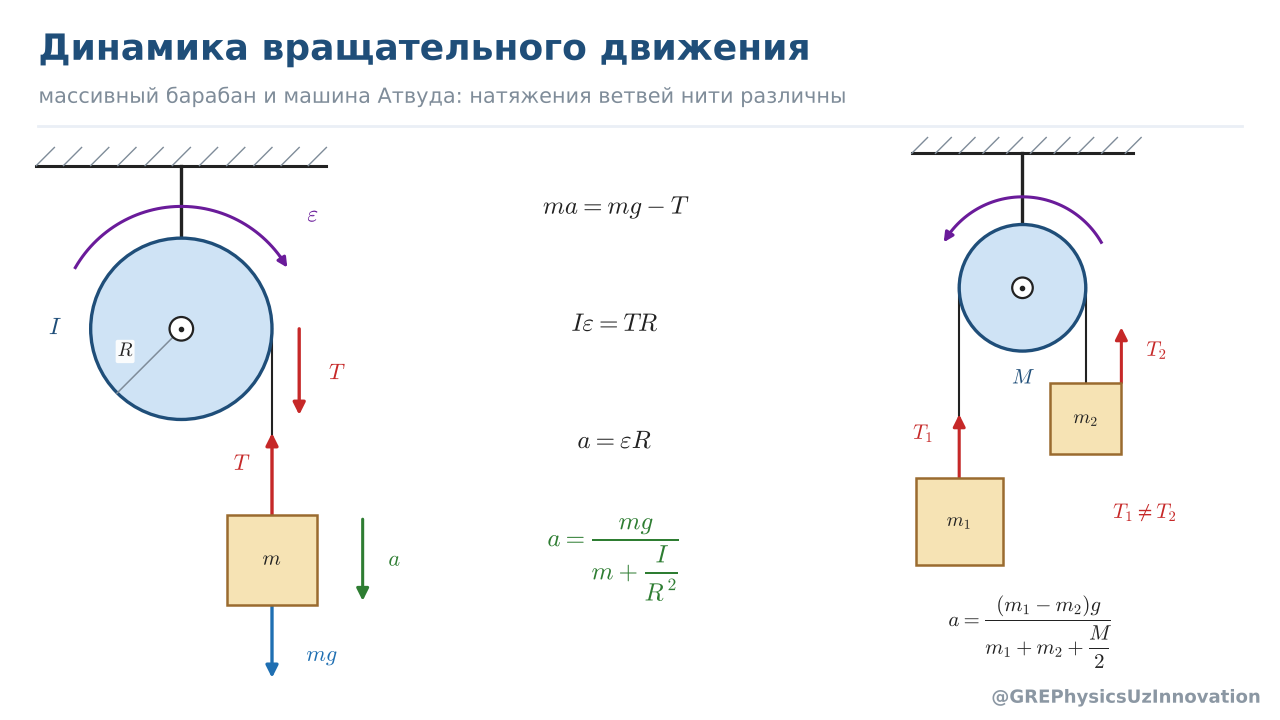 Динамика вращательного движения
массивный барабан и машина Атвуда: натяжения ветвей нити различны
ε
I
R
T
T
m
a
mg
ma = mg − T
Iε = TR
a = εR
a = mg / (m + I/R²)
M
T₂
m₂
T₁
m₁
T₁ ≠ T₂
a = (m₁ − m₂)g / (m₁ + m₂ + M/2)
@GREPhysicsUzInnovation